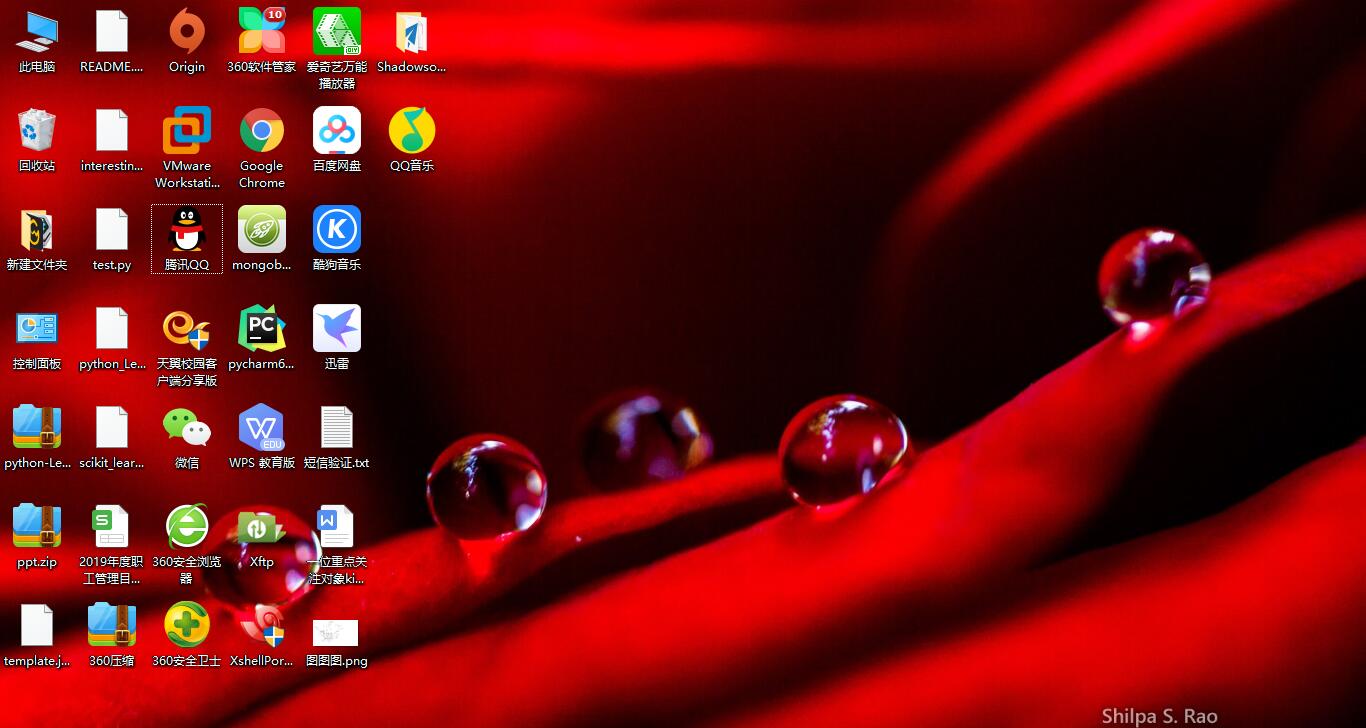 此电脑
README....
Origin
10
360软件管家
DIY
爱奇艺万能
播放器
Shadowso...
回收站
interestin...
VMware
Workstati...
Google
Chrome
百度网盘
QQ音乐
新建文件夹
test.py
腾讯QQ
mongob...
K
酷狗音乐
控制面板
python_Le...
天翼校园客
户端分享版
PC
pycharm6...
迅雷
python-Le...
scikit_lear...
微信
W
EDU
WPS 教育版
短信验证.txt
ppt.zip
S
2019年度职
工管理目...
360安全浏览
器
Xftp
W
一位重点关
注对象ki...
template.j...
360压缩
360安全卫士
XshellPor...
图图图.png
Shilpa S. Rao